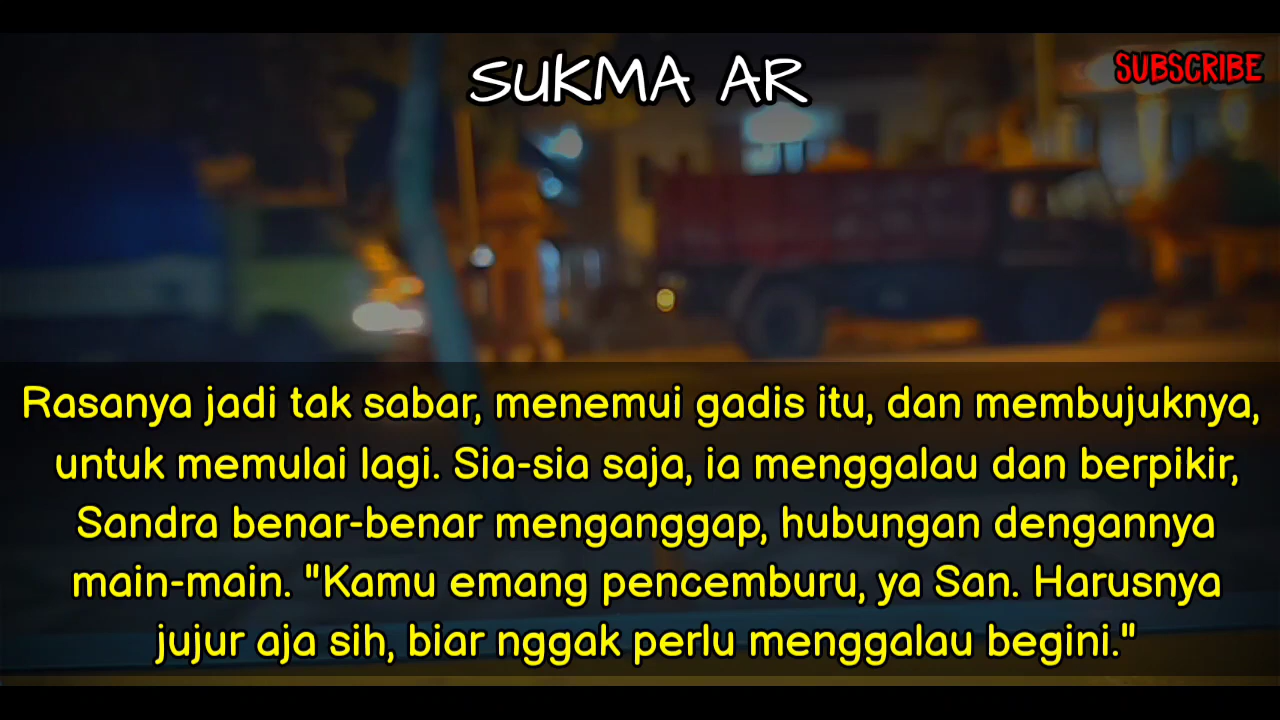 SUKMA AR
SUBSCRIBE
Rasanya jadi tak sabar, menemui gadis itu, dan membujuknya,
untuk memulai lagi. Sia-sia saja, ia menggalau dan berpikir,
Sandra benar-benar menganggap, hubungan dengannya
main-main. "Kamu emang pencemburu, ya San. Harusnya
jujur aja sih, biar nggak perlu menggalau begini."